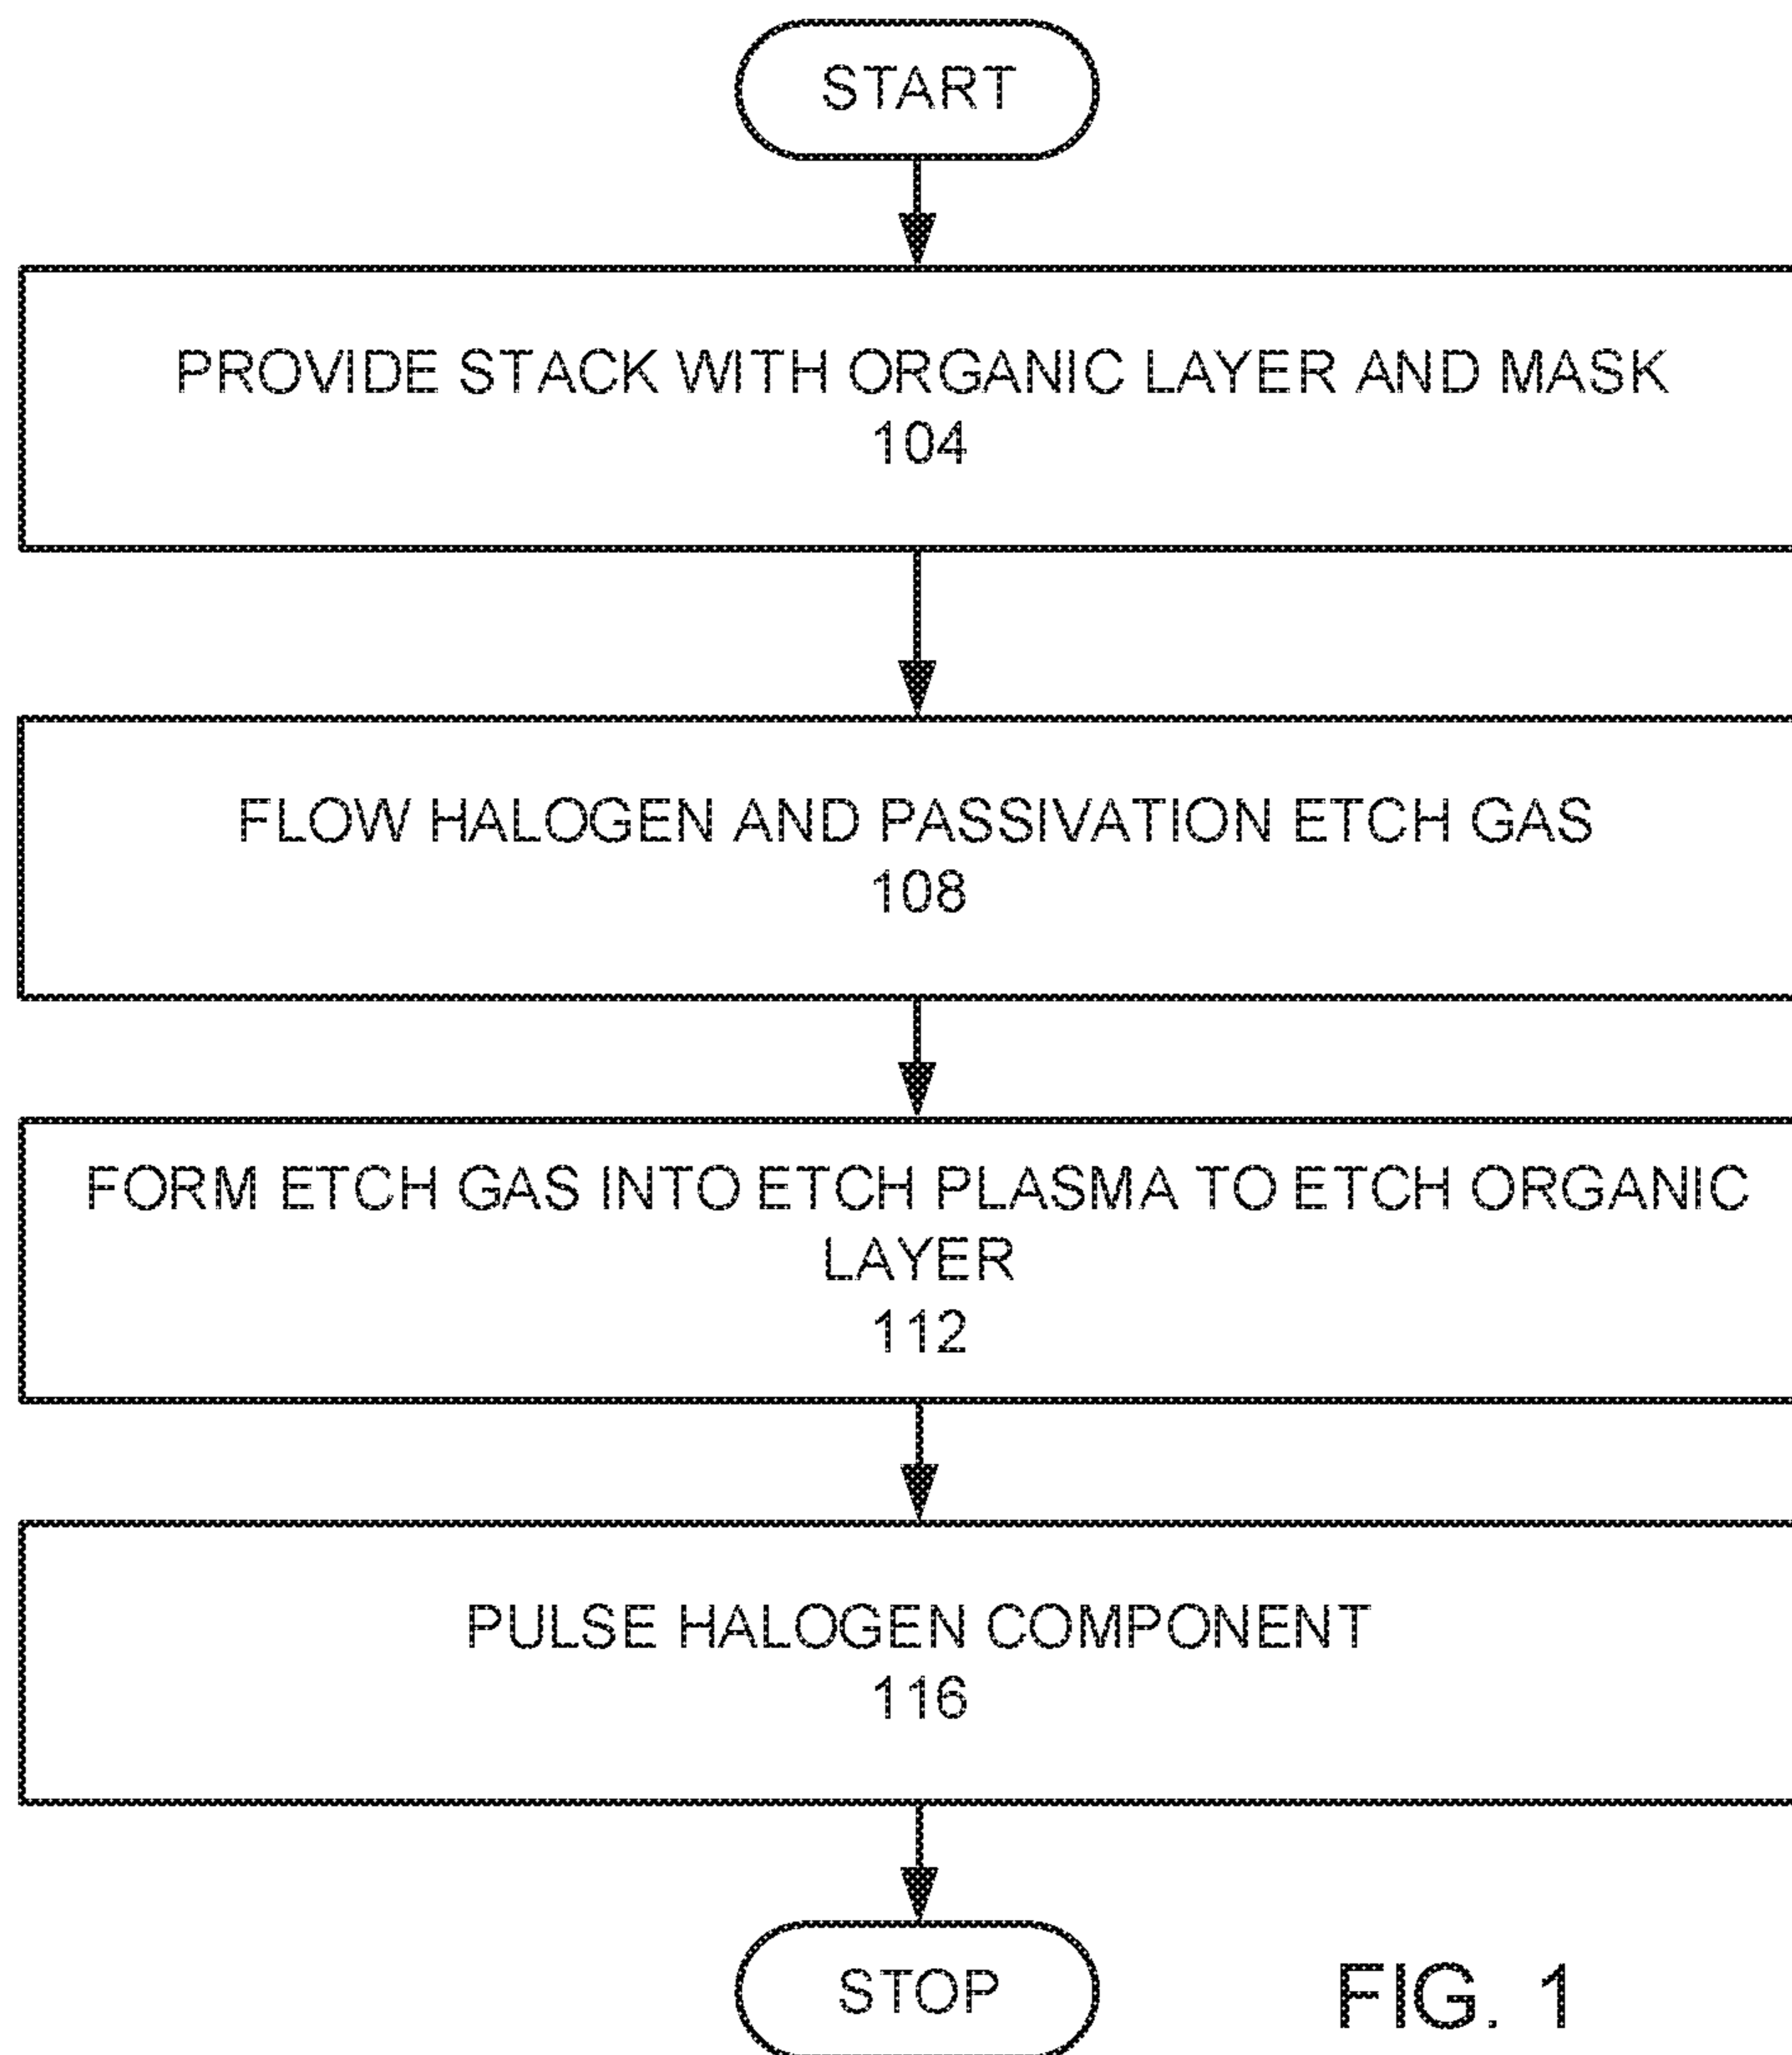 START
PROVIDE STACK WITH ORGANIC LAYER AND MASK
104
FLOW HALOGEN AND PASSIVATION ETCH GAS
108
FORM ETCH GAS INTO ETCH PLASMA TO ETCH ORGANIC
LAYER
112
PULSE HALOGEN COMPONENT
116
STOP
FIG. 1